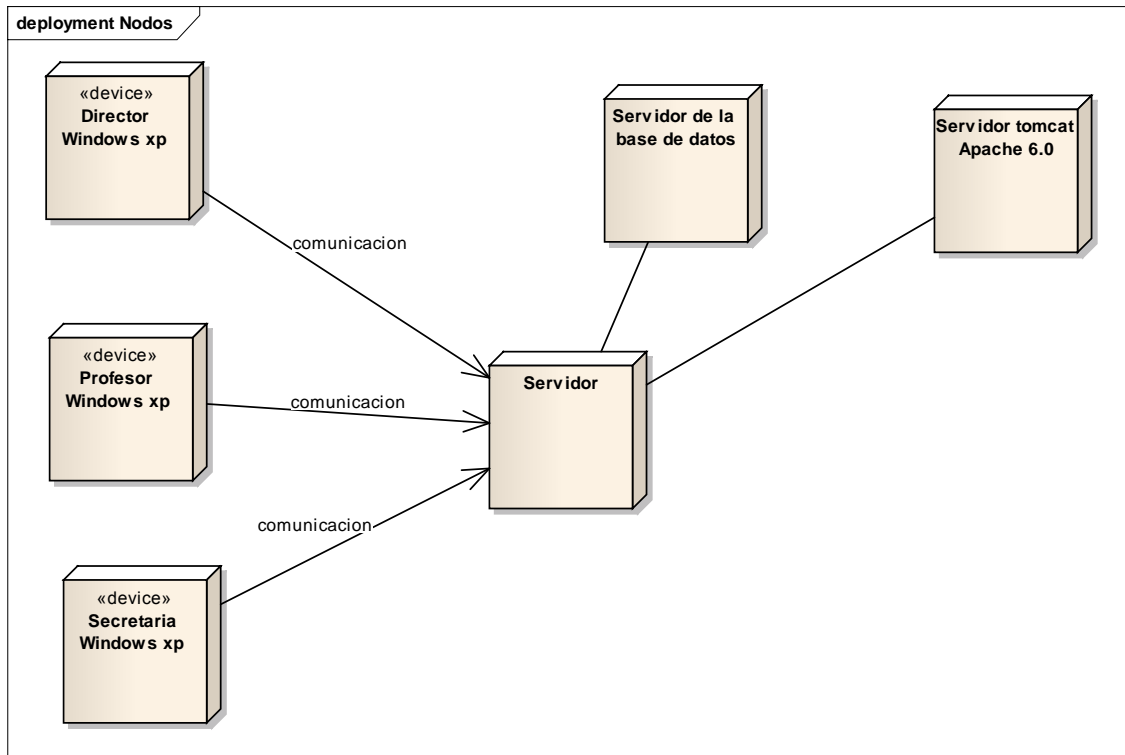 deployment Nodos
«device»
Director
Windows xp
Servidor de la
base de datos
Servidor tomcat
Apache 6.0
comunicacion
«device»
Profesor
Windows xp
comunicacion
Servidor
comunicacion
«device»
Secretaria
Windows xp